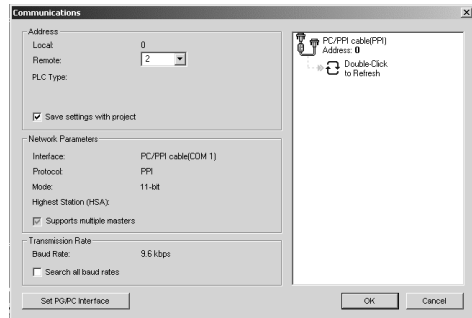 Communications
Address
Local: 0
Remote: 2
PLC Type:
Save settings with project
Network Parameters
Interface: PC/PPI cable(COM 1)
Protocol: PPI
Mode: 11-bit
Highest Station (HSA):
Supports multiple masters
Transmission Rate
Baud Rate: 9.6 kbps
Search all baud rates
Set PG/PC Interface
PC/PPI cable(PPI)
Address: 0
Double-Click
to Refresh
OK Cancel